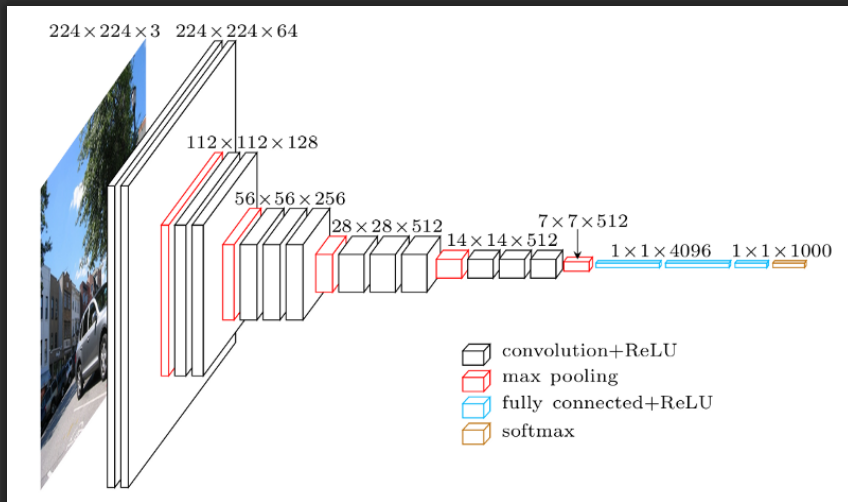 224×224×3
224×224×64
112×112×128
56×56×256
28×28×512
14×14×512
7×7×512
1×1×4096
1×1×1000
convolution+ReLU
max pooling
fully connected+ReLU
softmax